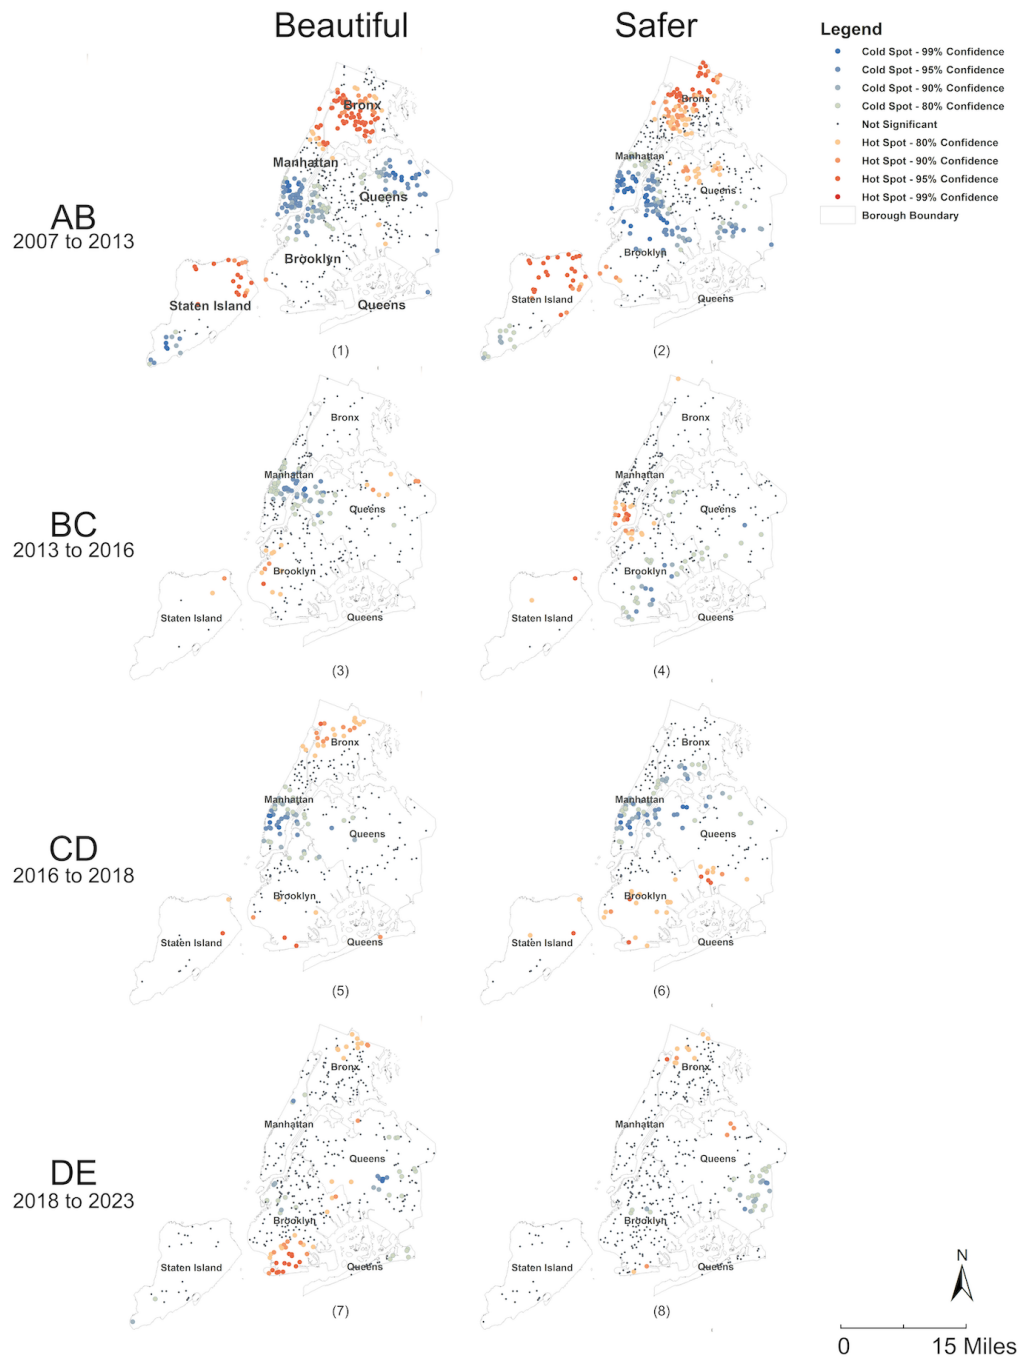 Beautiful
Safer
Legend
Cold Spot - 99% Confidence
Cold Spot - 95% Confidence
Cold Spot - 90% Confidence
Cold Spot - 80% Confidence
Not Significant
Hot Spot - 80% Confidence
Hot Spot - 90% Confidence
Hot Spot - 95% Confidence
Hot Spot - 99% Confidence
Borough Boundary
AB
2007 to 2013
Bronx
Manhattan
Queens
Brooklyn
Staten Island
Queens
(1)
Bronx
Manhattan
Queens
Brooklyn
Staten Island
Queens
(2)
BC
2013 to 2016
Bronx
Manhattan
Queens
Brooklyn
Staten Island
Queens
(3)
Bronx
Manhattan
Queens
Brooklyn
Staten Island
Queens
(4)
CD
2016 to 2018
Bronx
Manhattan
Queens
Brooklyn
Staten Island
Queens
(5)
Bronx
Manhattan
Queens
Brooklyn
Staten Island
Queens
(6)
DE
2018 to 2023
Bronx
Manhattan
Queens
Brooklyn
Staten Island
Queens
(7)
Bronx
Manhattan
Queens
Brooklyn
Staten Island
Queens
(8)
N
0 15 Miles